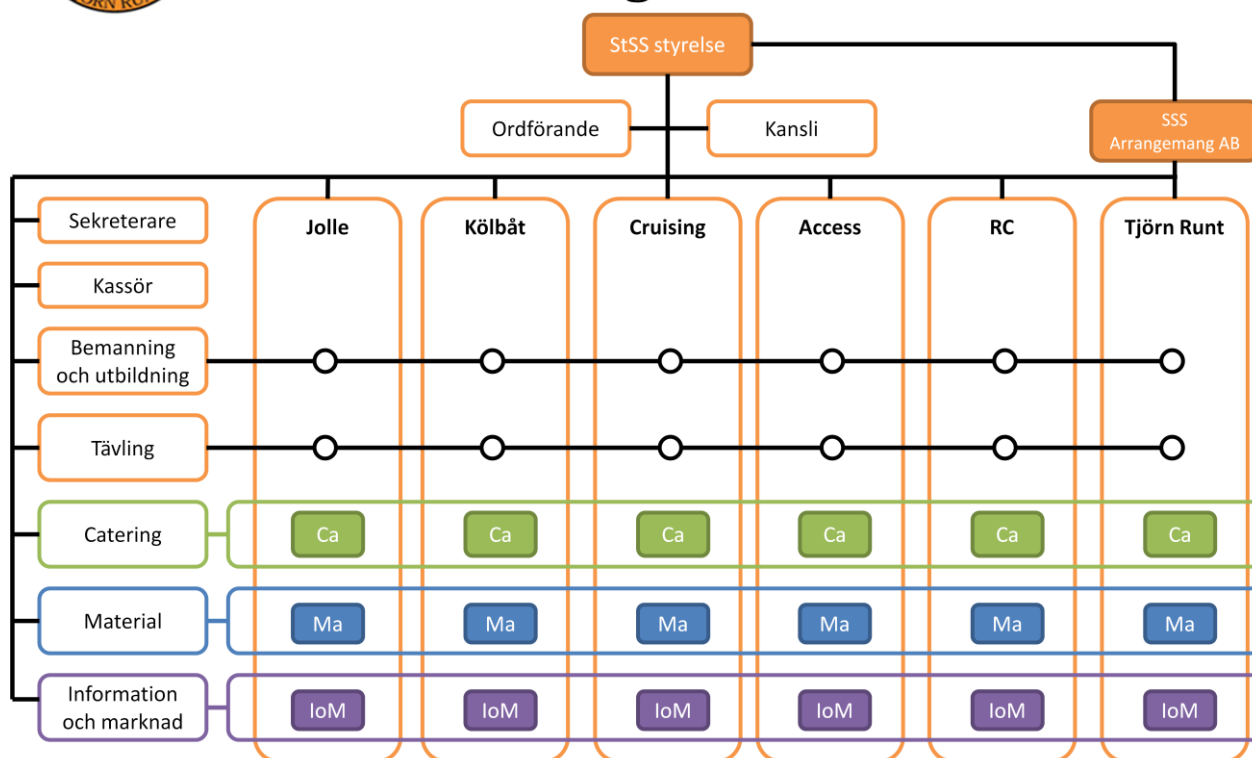 ÖRN RU
g
StSS styrelse
Ordförande
Kansli
SSS
Arrangemang AB
Sekreterare
Jolle
Kölbåt
Cruising
Access
RC
Tjörn Runt
Kassör
Bemanning
och utbildning
Tävling
Catering
Ca
Ca
Ca
Ca
Ca
Ca
Material
Ma
Ma
Ma
Ma
Ma
Ma
Information
och marknad
IoM
IoM
IoM
IoM
IoM
IoM